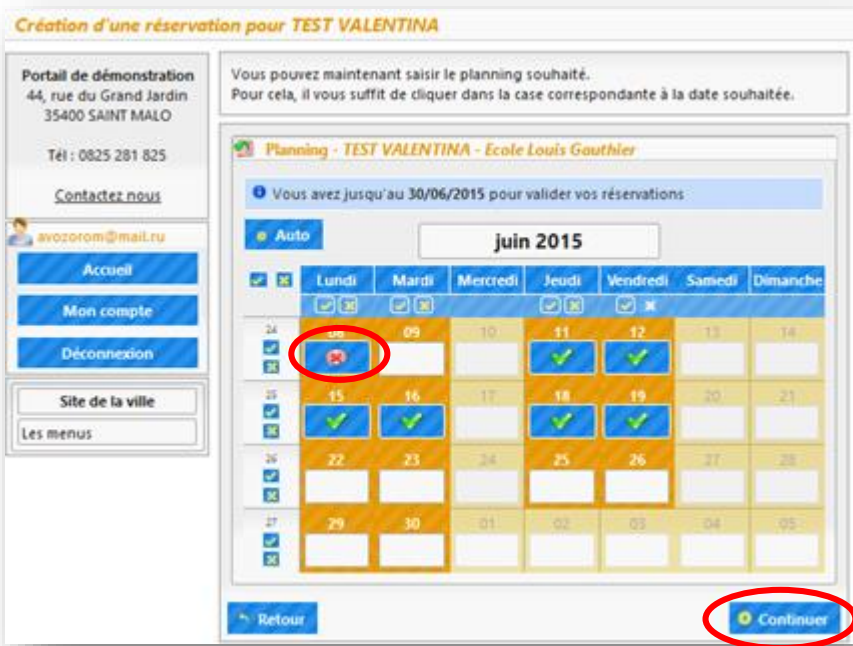 Création d'une réservation pour TEST VALENTINA
Portail de démonstration
44, rue du Grand Jardin
35400 SAINT MALO
Tél : 0825 281 825
Contactez nous
avozorom@mail.ru
Accueil
Mon compte
Déconnexion
Site de la ville
Les menus
Vous pouvez maintenant saisir le planning souhaité.
Pour cela, il vous suffit de cliquer dans la case correspondante à la date souhaitée.
Planning - TEST VALENTINA - Ecole Louis Gauthier
Vous avez jusqu'au 30/06/2015 pour valider vos réservations
Auto
juin 2015
Lundi Mardi Mercredi Jeudi Vendredi Samedi Dimanche
24 08 09 10 11 12 13 14
25 15 16 17 18 19 20 21
26 22 23 24 25 26 27 28
27 29 30 01 02 03 04 05
Retour
Continuer